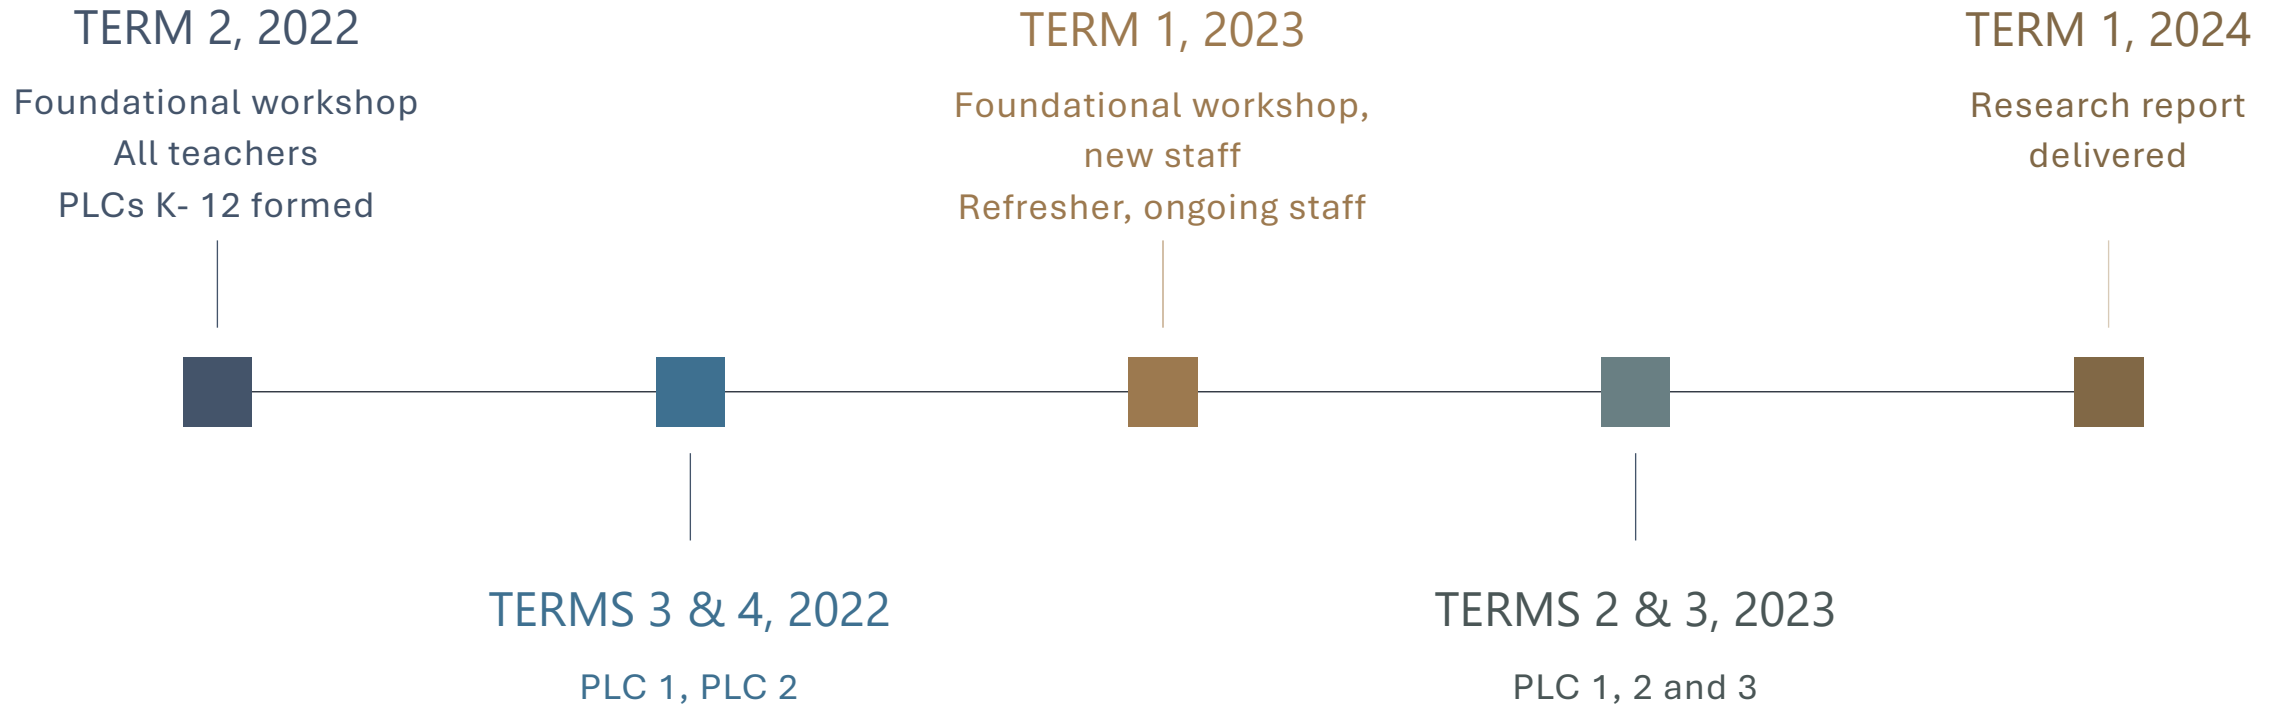 TERM 2, 2022
Foundational workshop
All teachers
PLCs K- 12 formed
TERMS 3 & 4, 2022
PLC 1, PLC 2
TERM 1, 2023
Foundational workshop,
new staff
Refresher, ongoing staff
TERMS 2 & 3, 2023
PLC 1, 2 and 3
TERM 1, 2024
Research report
delivered